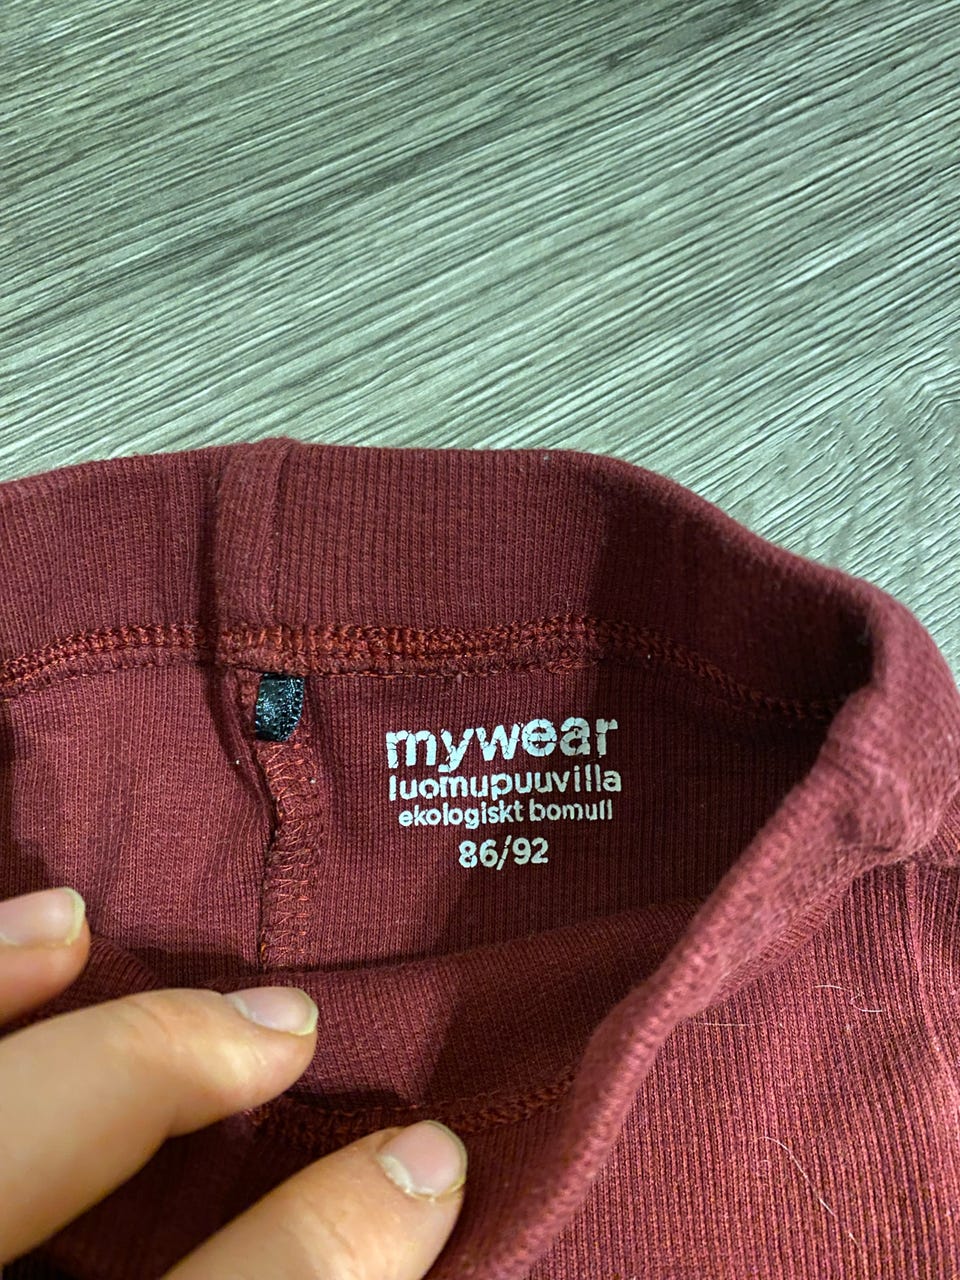 mywear
luomupuuvilla
ekologiskt bomull
86/92